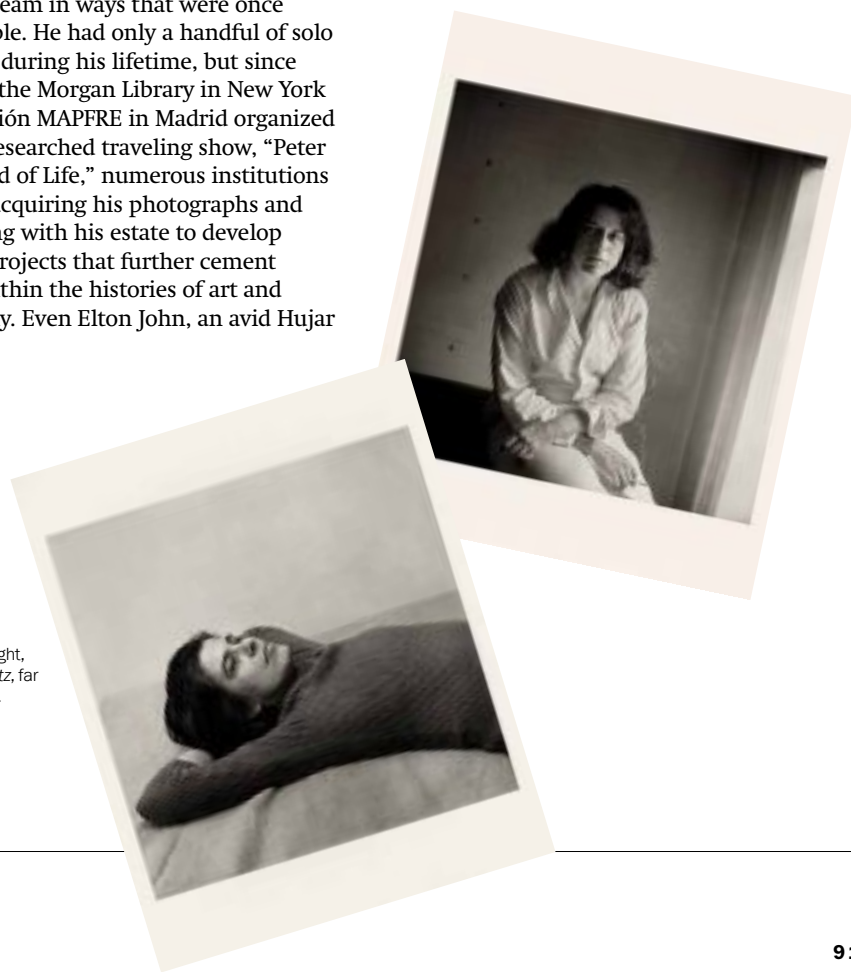 eam in ways that were once
le. He had only a handful of solo
during his lifetime, but since
the Morgan Library in New York
ión MAPFRE in Madrid organized
esearched traveling show, “Peter
d of Life,” numerous institutions
cquiring his photographs and
g with his estate to develop
rojects that further cement
thin the histories of art and
y. Even Elton John, an avid Hujar
ght,
tz, far
91